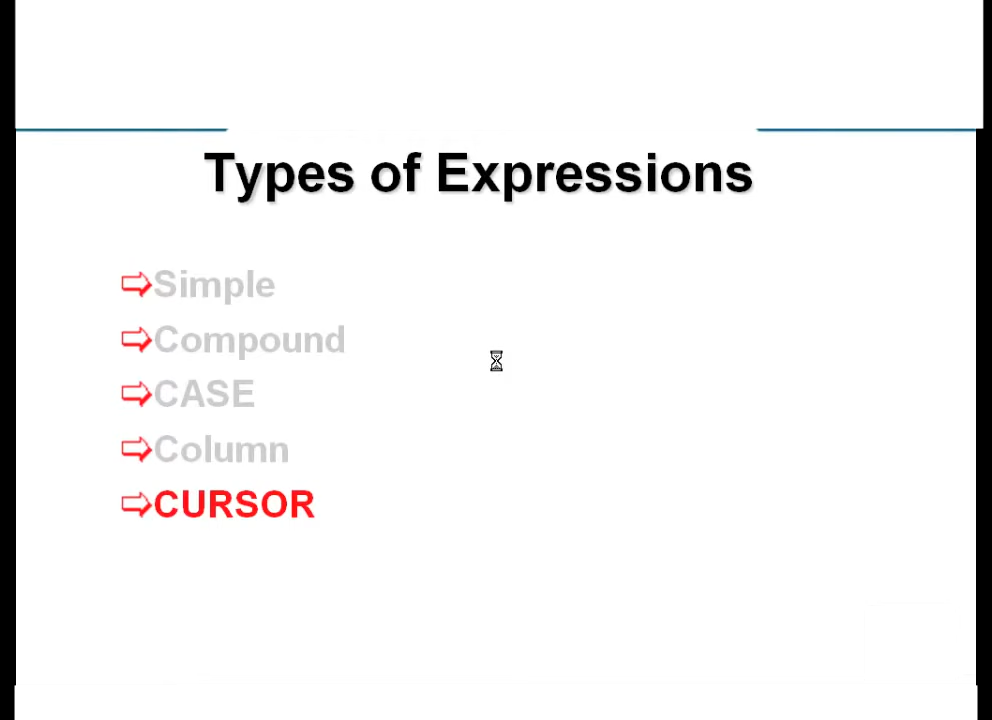 Types of Expressions
Simple
Compound
CASE
Column
CURSOR